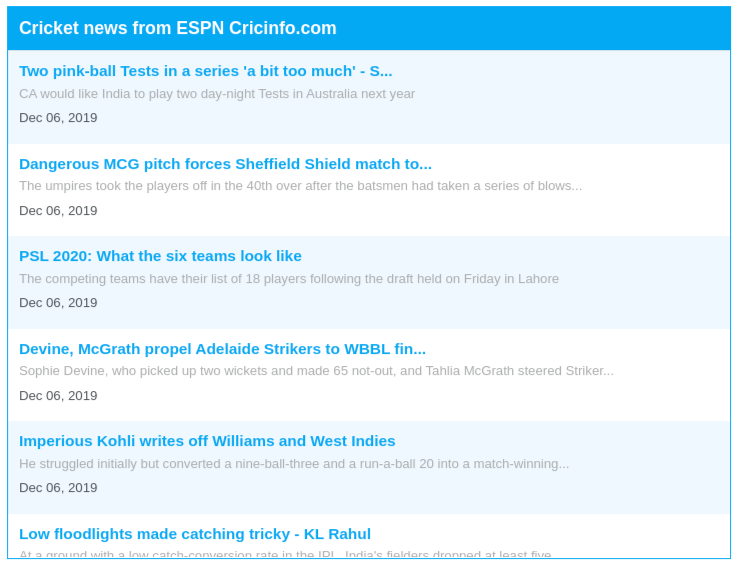 Cricket news from ESPN Cricinfo.com
Two pink-ball Tests in a series 'a bit too much' - S...
CA would like India to play two day-night Tests in Australia next year
Dec 06, 2019
Dangerous MCG pitch forces Sheffield Shield match to...
The umpires took the players off in the 40th over after the batsmen had taken a series of blows...
Dec 06, 2019
PSL 2020: What the six teams look like
The competing teams have their list of 18 players following the draft held on Friday in Lahore
Dec 06, 2019
Devine, McGrath propel Adelaide Strikers to WBBL fin...
Sophie Devine, who picked up two wickets and made 65 not-out, and Tahlia McGrath steered Striker...
Dec 06, 2019
Imperious Kohli writes off Williams and West Indies
He struggled initially but converted a nine-ball-three and a run-a-ball 20 into a match-winning...
Dec 06, 2019
Low floodlights made catching tricky - KL Rahul
At a ground with a low catch-conversion rate in the IPL, India's fielders dropped at least five